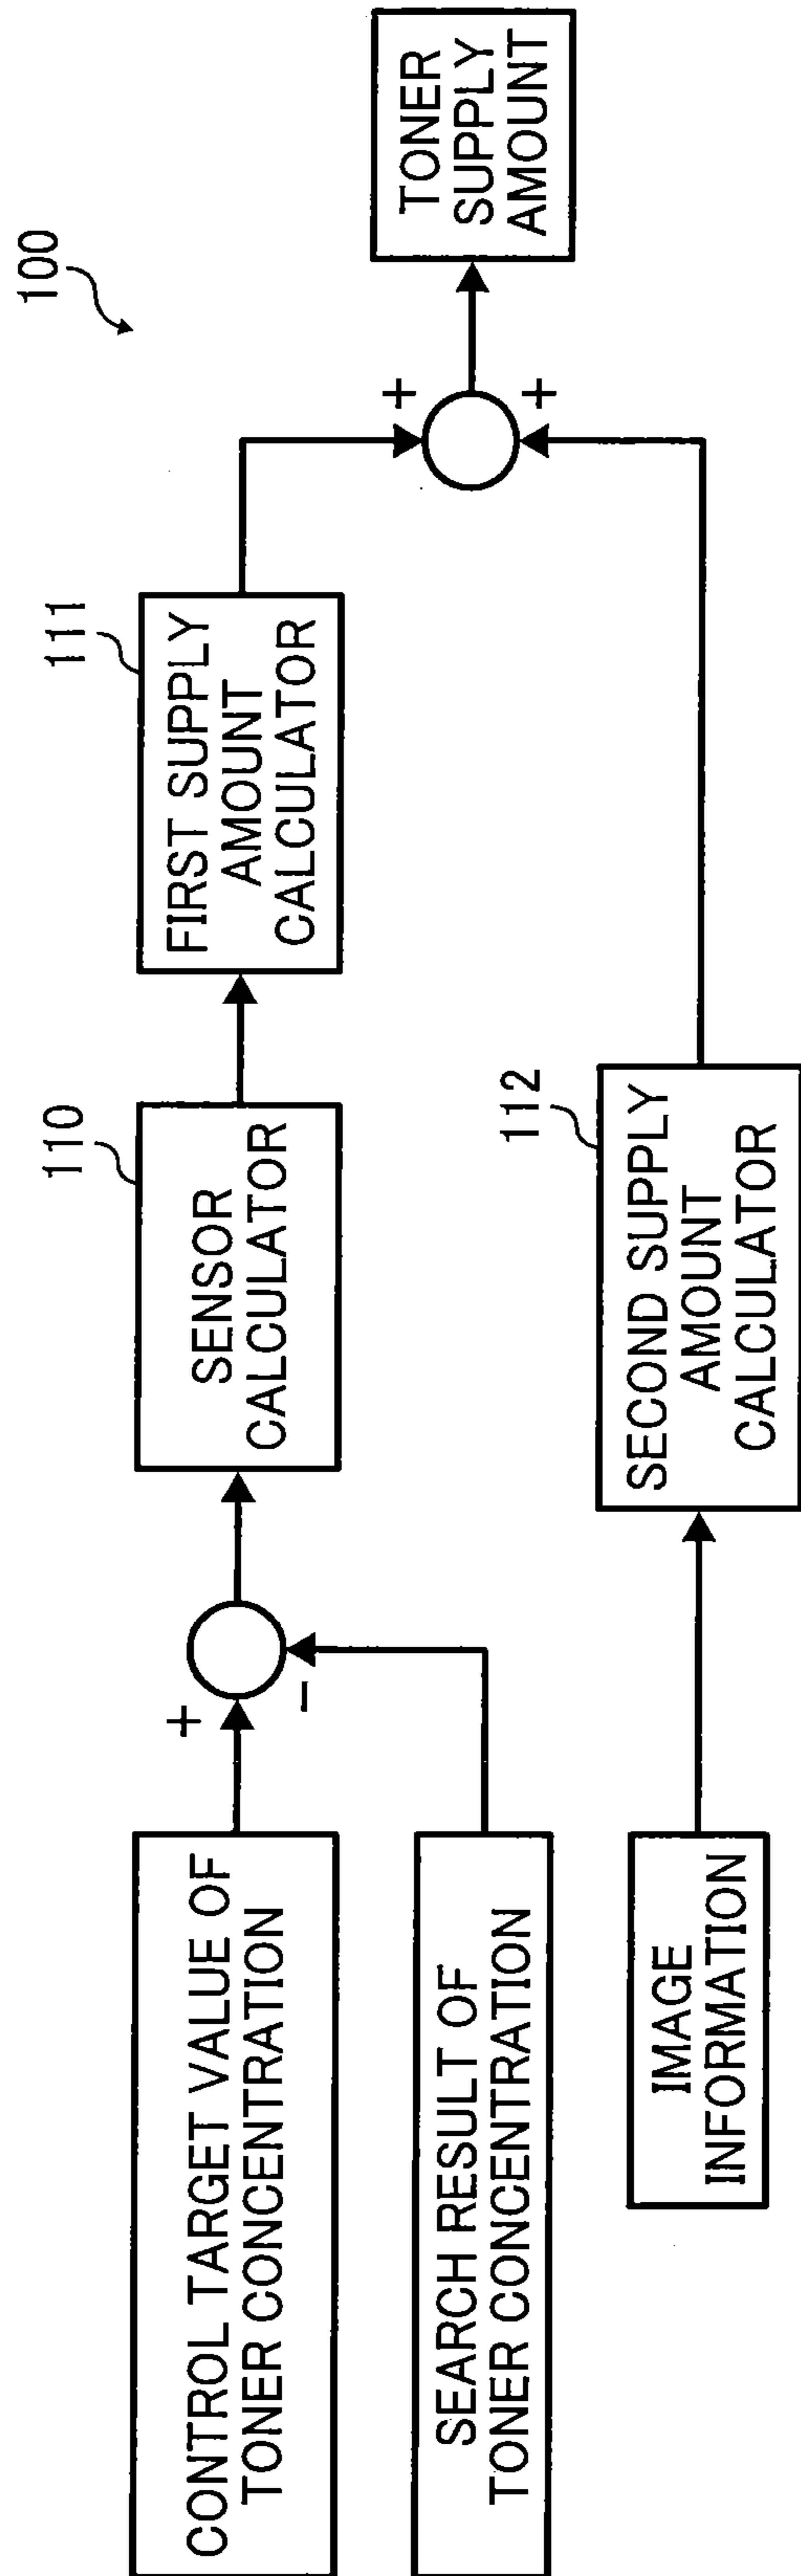 100
CONTROL TARGET VALUE OF
TONER CONCENTRATION
+
-
110
SENSOR
CALCULATOR
111
FIRST SUPPLY
AMOUNT
CALCULATOR
+
+
TONER
SUPPLY
AMOUNT
SEARCH RESULT OF
TONER CONCENTRATION
IMAGE
INFORMATION
112
SECOND SUPPLY
AMOUNT
CALCULATOR